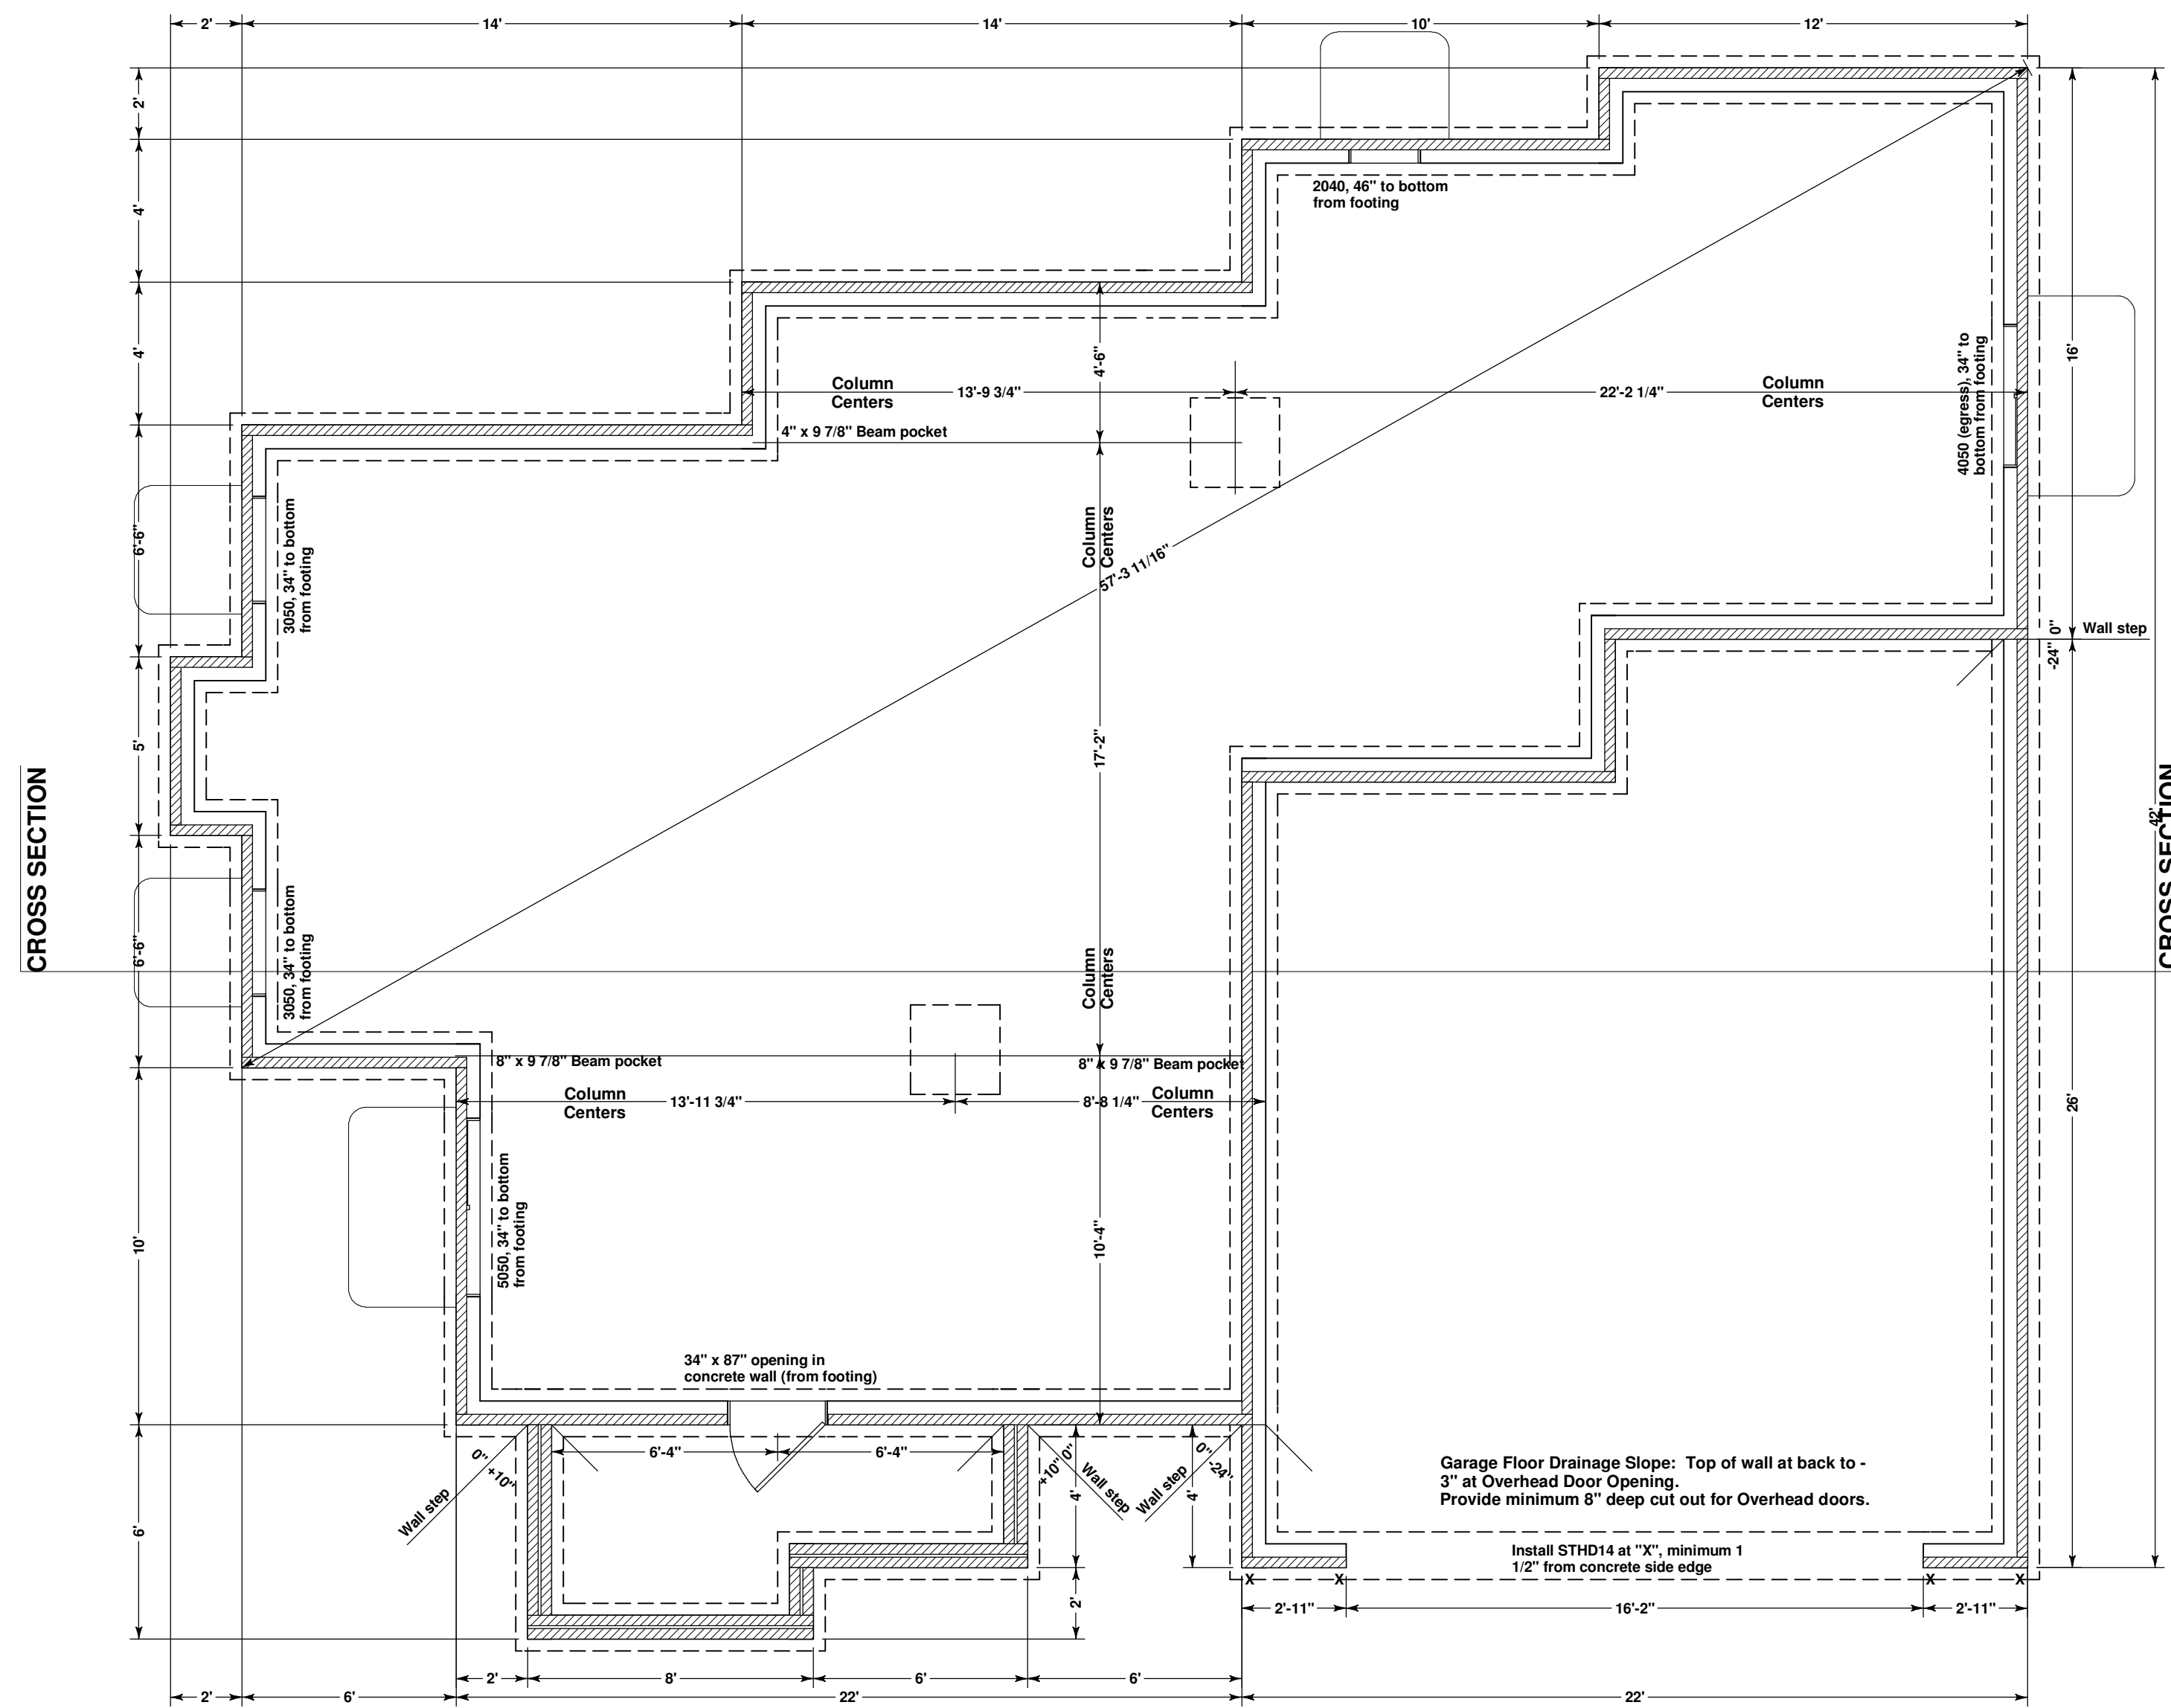 2'
14'
14'
10'
12'
2'
4'
4'
6'-6"
5'
6'-6"
10'
6'
2040, 46" to bottom
from footing
4'-6"
Column
Centers
13'-9 3/4"
22'-2 1/4"
Column
Centers
4" x 9 7/8" Beam pocket
4050 (egress), 34" to
bottom from footing
16'
3050, 34" to bottom
from footing
Column
Centers
57'-3 11/16"
0"
-24"
Wall step
17'-2"
CROSS SECTION
CROSS SECTION
42'
3050, 34" to bottom
from footing
Column
Centers
8" x 9 7/8" Beam pocket
8" x 9 7/8" Beam pocket
Column
Centers
13'-11 3/4"
8'-8 1/4"
Column
Centers
26'
5050, 34" to bottom
from footing
10'-4"
34" x 87" opening in
concrete wall (from footing)
6'-4"
6'-4"
0"
+10"
Wall step
+10"
0"
Wall step
4'
0"
-24"
Wall step
4'
2'
Garage Floor Drainage Slope:  Top of wall at back to -
3" at Overhead Door Opening.
Provide minimum 8" deep cut out for Overhead doors.
Install STHD14 at "X", minimum 1
1/2" from concrete side edge
X
X
X
X
2'-11"
16'-2"
2'-11"
2'
8'
6'
6'
2'
6'
22'
22'